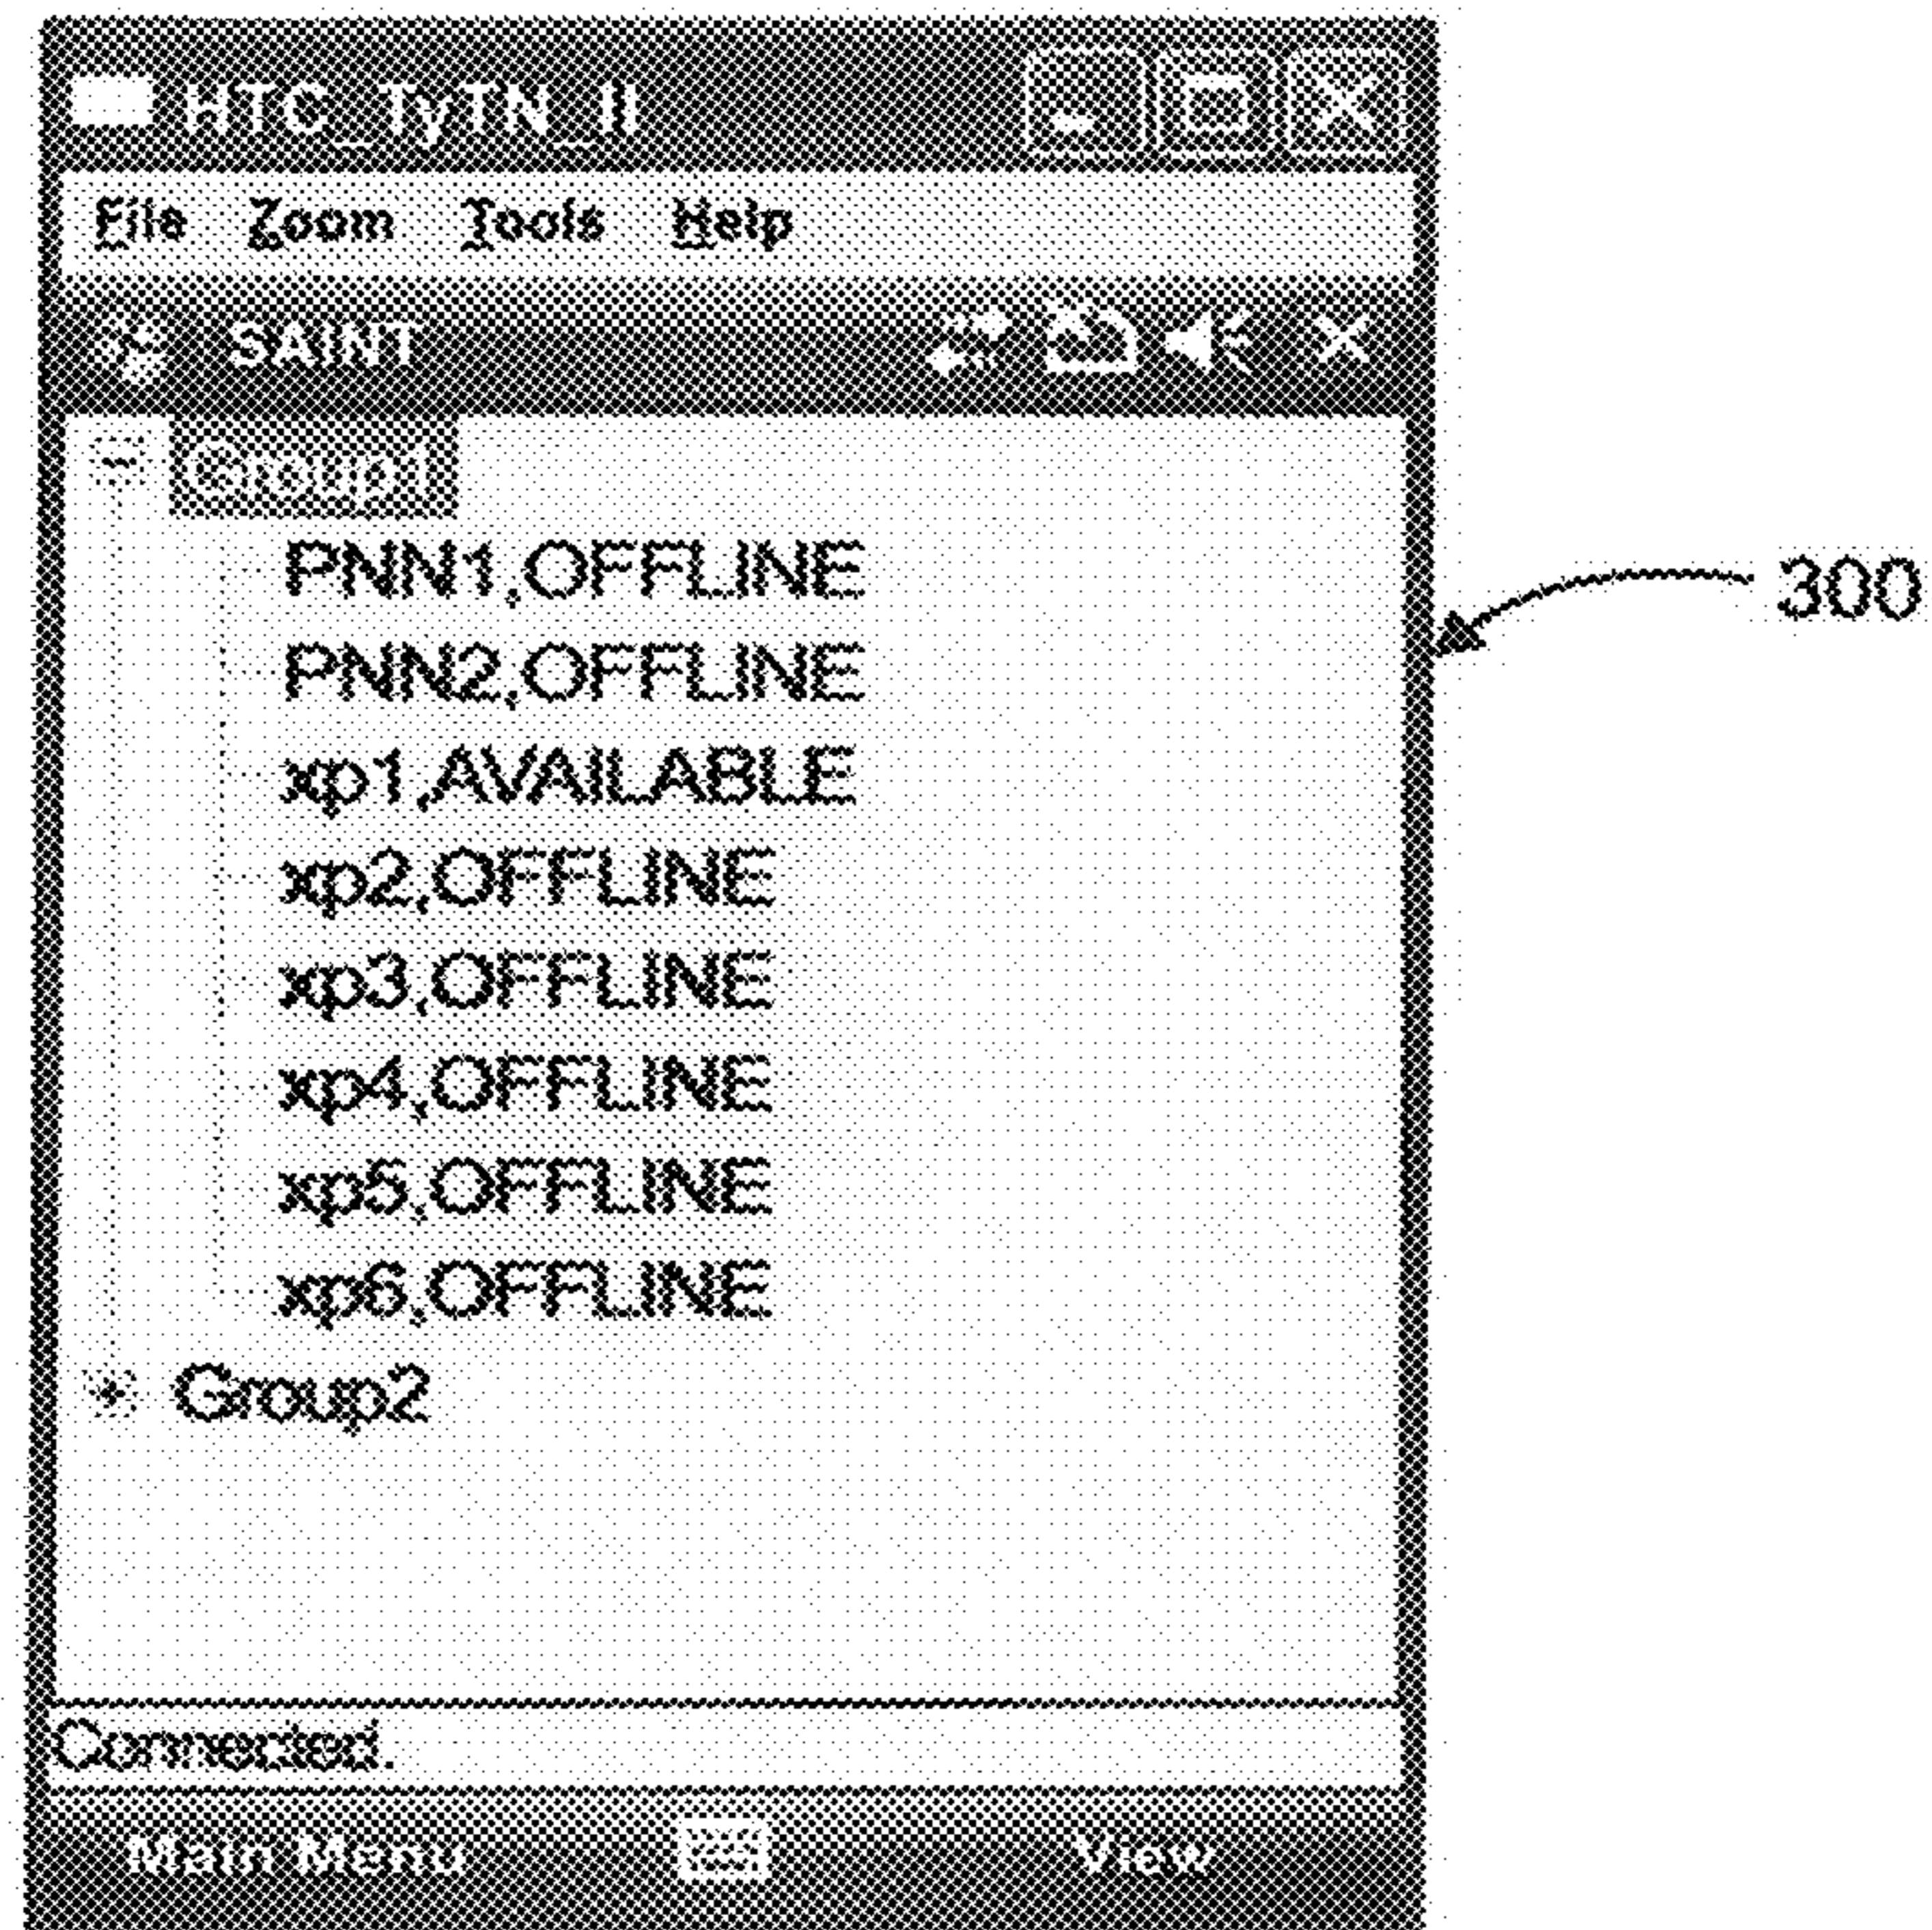 HTC_TyTN_II
File Zoom Tools Help
SAINT
Group1
PNN1,OFFLINE
300
PNN2,OFFLINE
xp1,AVAILABLE
xp2,OFFLINE
xp3,OFFLINE
xp4,OFFLINE
xp5,OFFLINE
xp6,OFFLINE
Group2
Connected.
Main Menu View